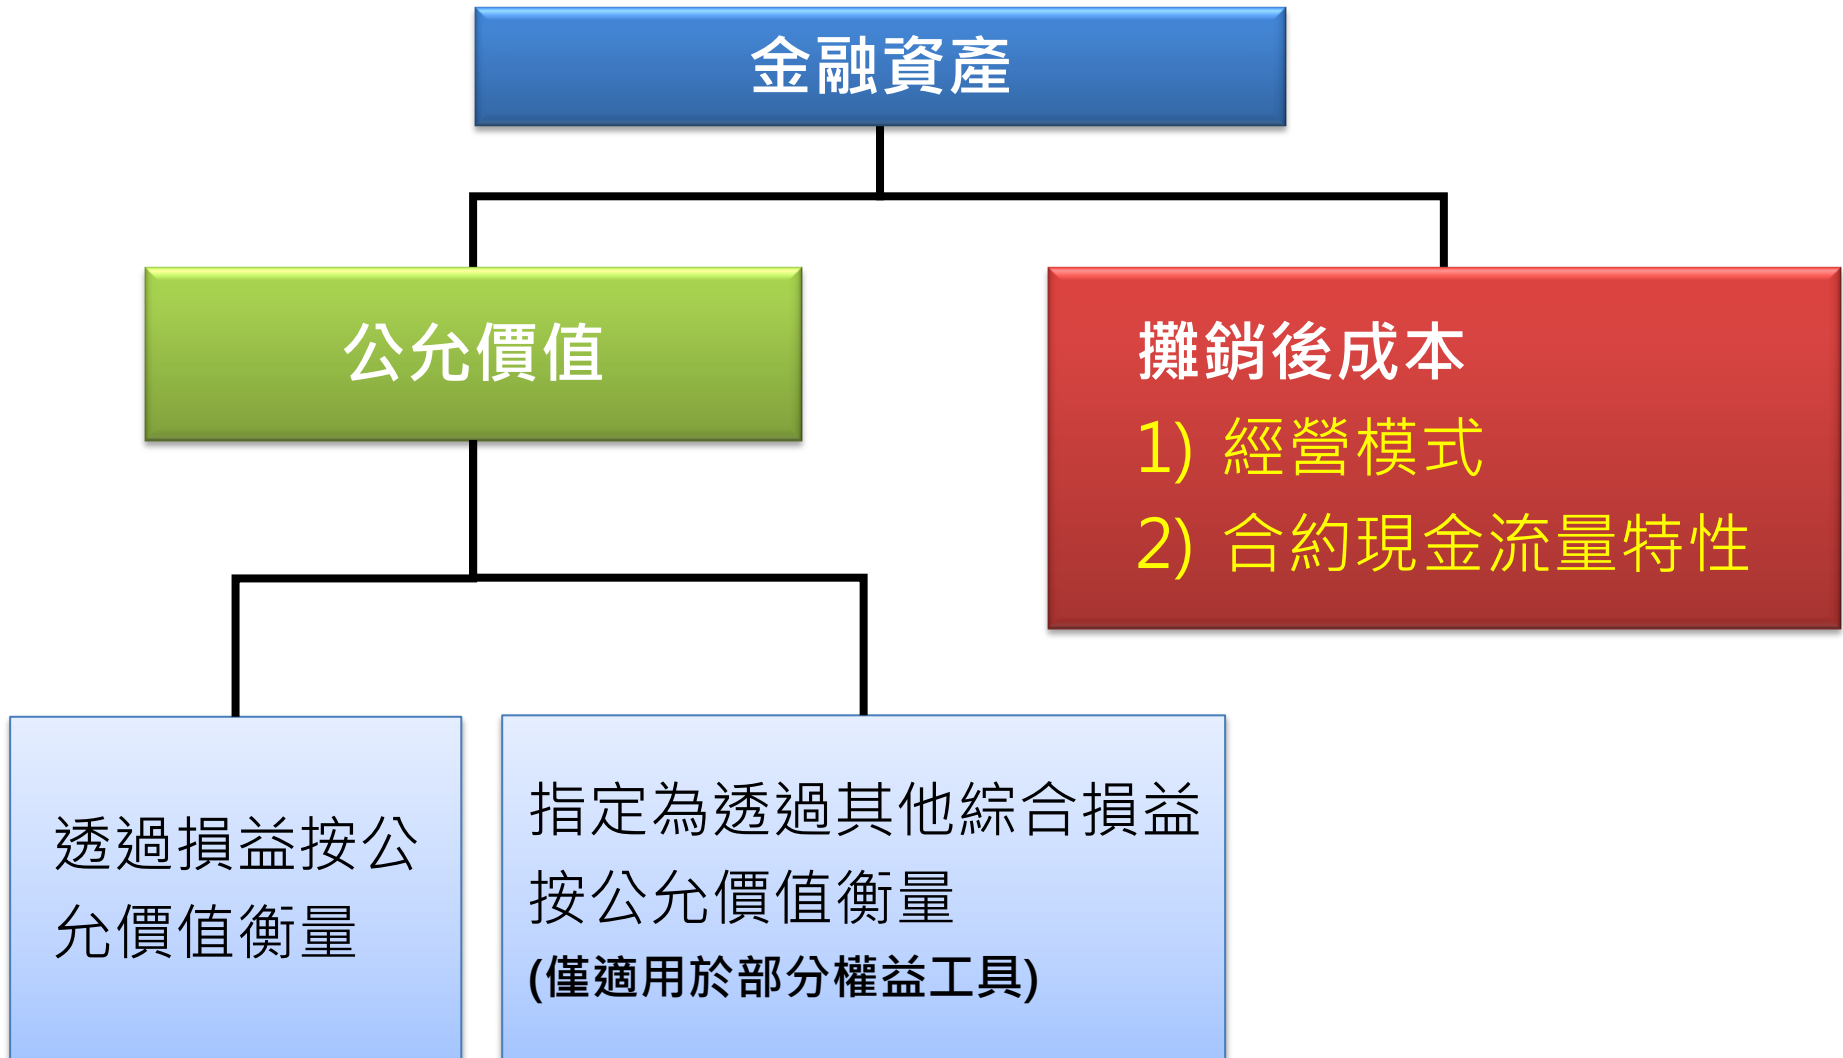 金融資產
公允價值
攤銷後成本
1) 經營模式
2) 合約現金流量特性
透過損益按公
允價值衡量
指定為透過其他綜合損益
按公允價值衡量
(僅適用於部分權益工具)